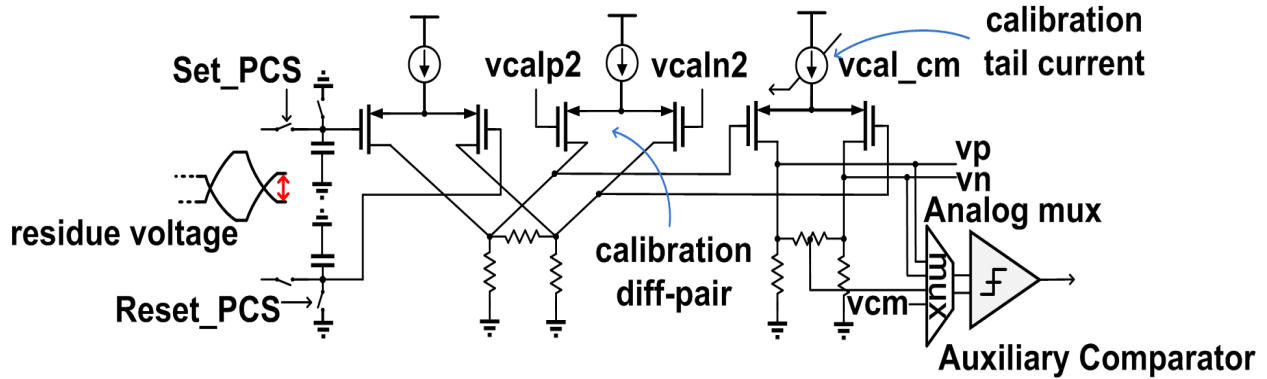 calibration
tail current
Set_PCS
vcalp2
vcaln2
vcal_cm
vp
vn
Analog mux
residue voltage
calibration
diff-pair
mux
vcm
Reset_PCS
Auxiliary Comparator